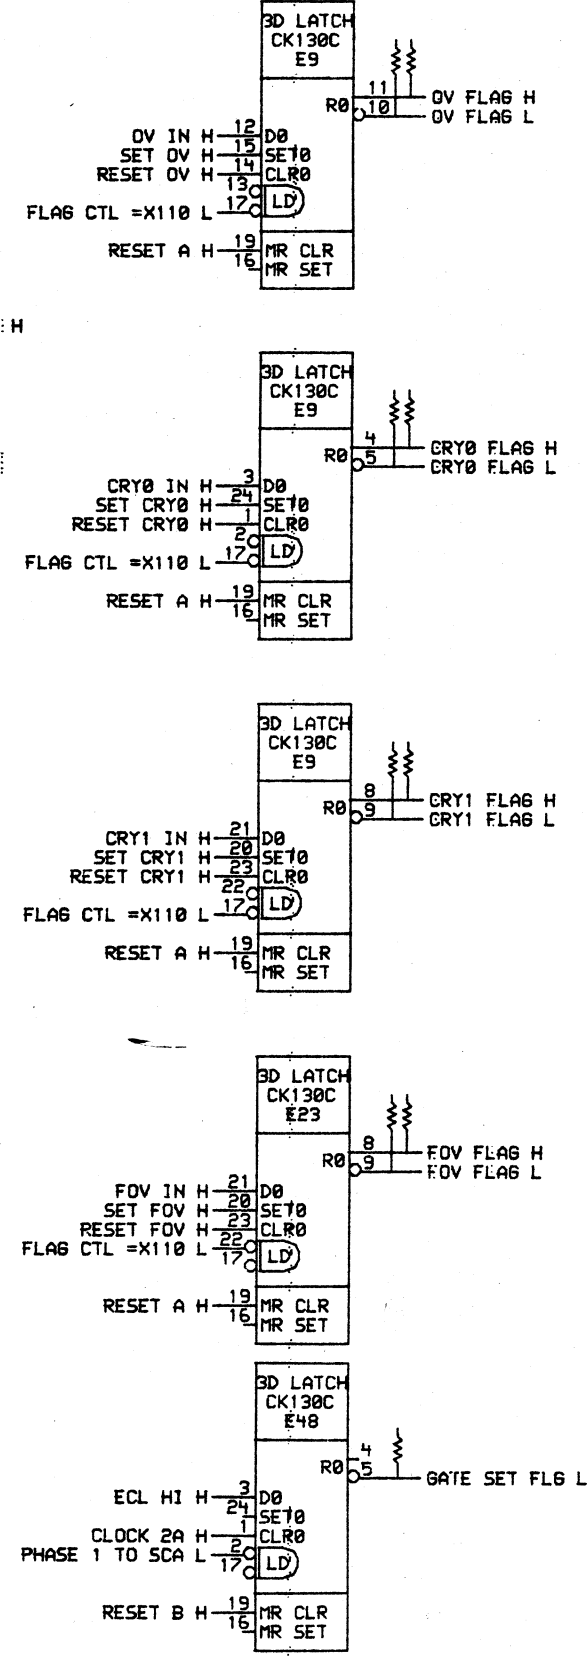 3D LATCH
CK130C
E9
R0
11 OV FLAG H
10 OV FLAG L
OV IN H 12 D0
SET OV H 15 SET0
RESET OV H 14 CLR0
13
LD
FLAG CTL =X110 L 17
RESET A H 19 MR CLR
16 MR SET
H
3D LATCH
CK130C
E9
R0
4 CRY0 FLAG H
5 CRY0 FLAG L
CRY0 IN H 3 D0
SET CRY0 H 24 SET0
RESET CRY0 H 1 CLR0
2
LD
FLAG CTL =X110 L 17
RESET A H 19 MR CLR
16 MR SET
3D LATCH
CK130C
E9
R0
8 CRY1 FLAG H
9 CRY1 FLAG L
CRY1 IN H 21 D0
SET CRY1 H 20 SET0
RESET CRY1 H 23 CLR0
22
LD
FLAG CTL =X110 L 17
RESET A H 19 MR CLR
16 MR SET
3D LATCH
CK130C
E23
R0
8 FOV FLAG H
9 FOV FLAG L
FOV IN H 21 D0
SET FOV H 20 SET0
RESET FOV H 23 CLR0
FLAG CTL =X110 L 22
LD
17
RESET A H 19 MR CLR
16 MR SET
3D LATCH
CK130C
E48
R0
4
5 GATE SET FLG L
ECL HI H 3 D0
24 SET0
CLOCK 2A H 1 CLR0
PHASE 1 TO SCA L 2
LD
17
RESET B H 19 MR CLR
16 MR SET